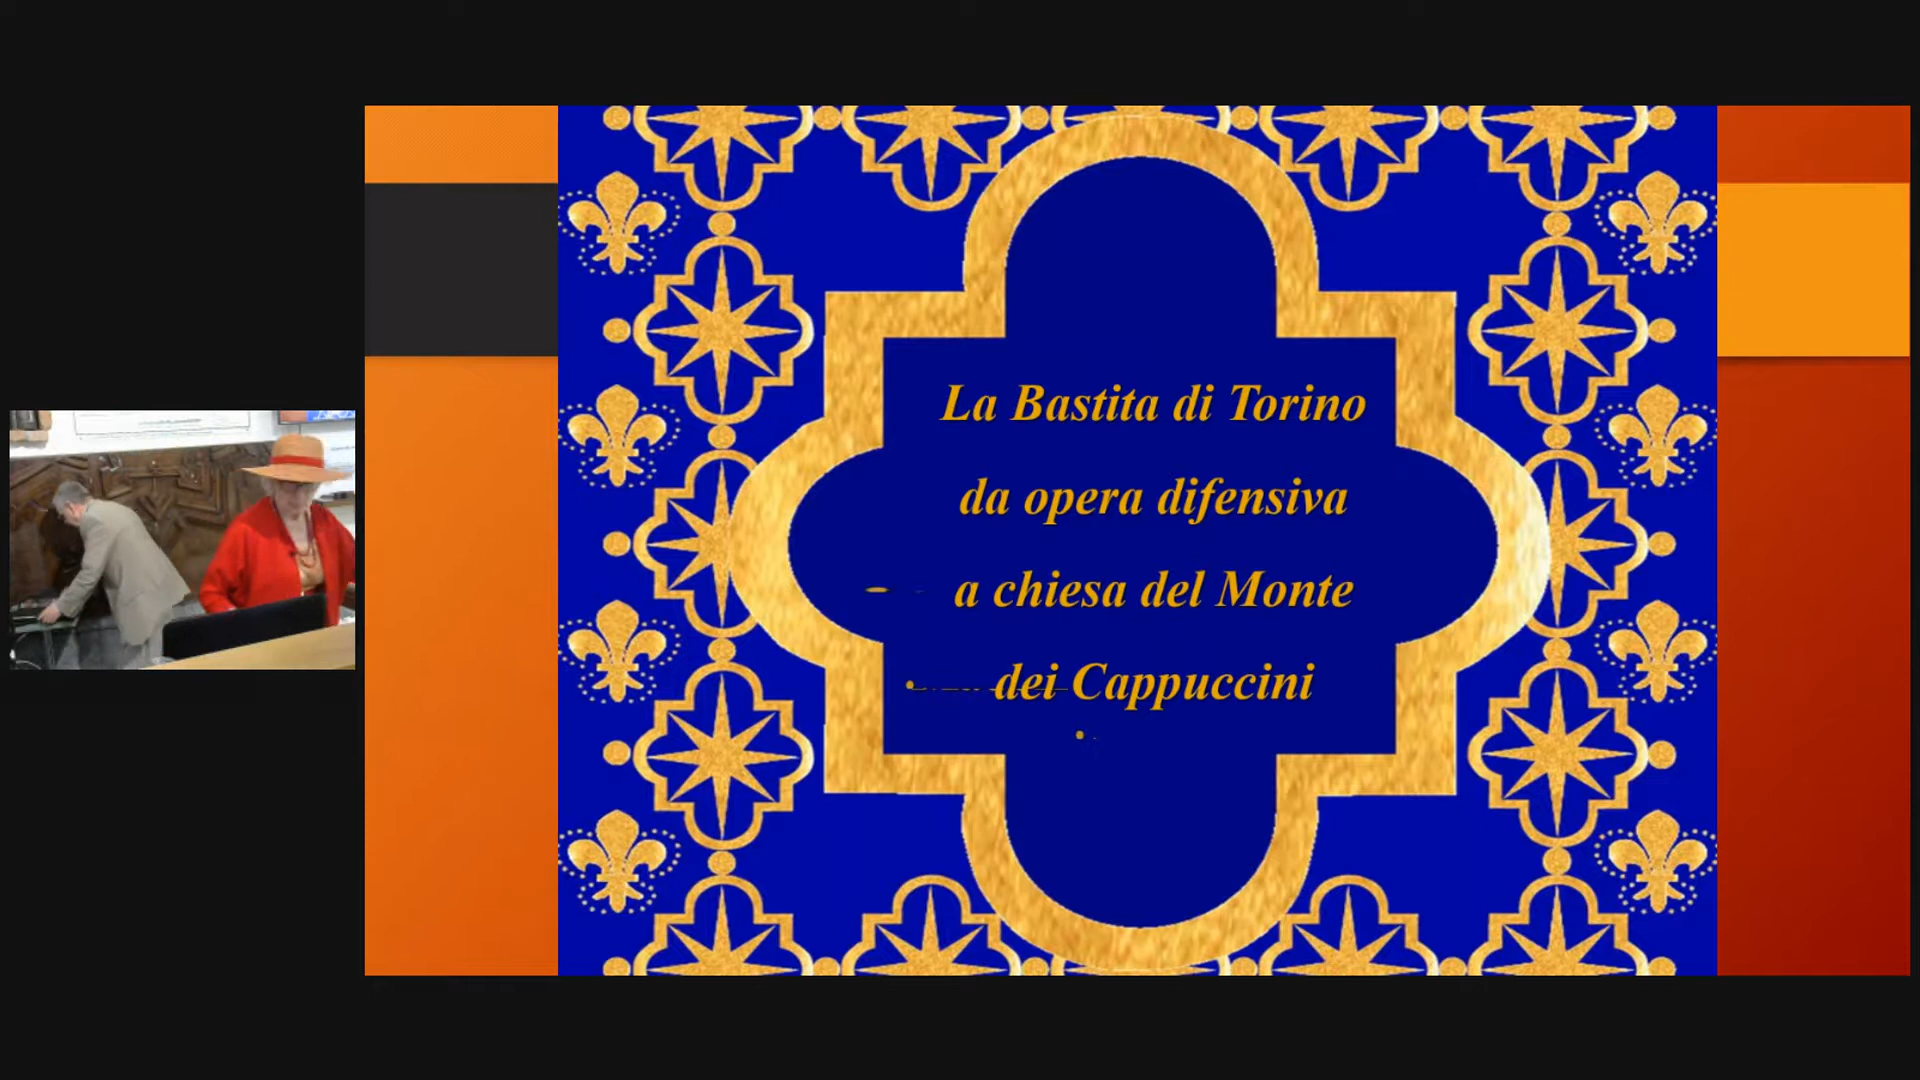 La Bastita di Torino
da opera difensiva
a chiesa del Monte
dei Cappuccini